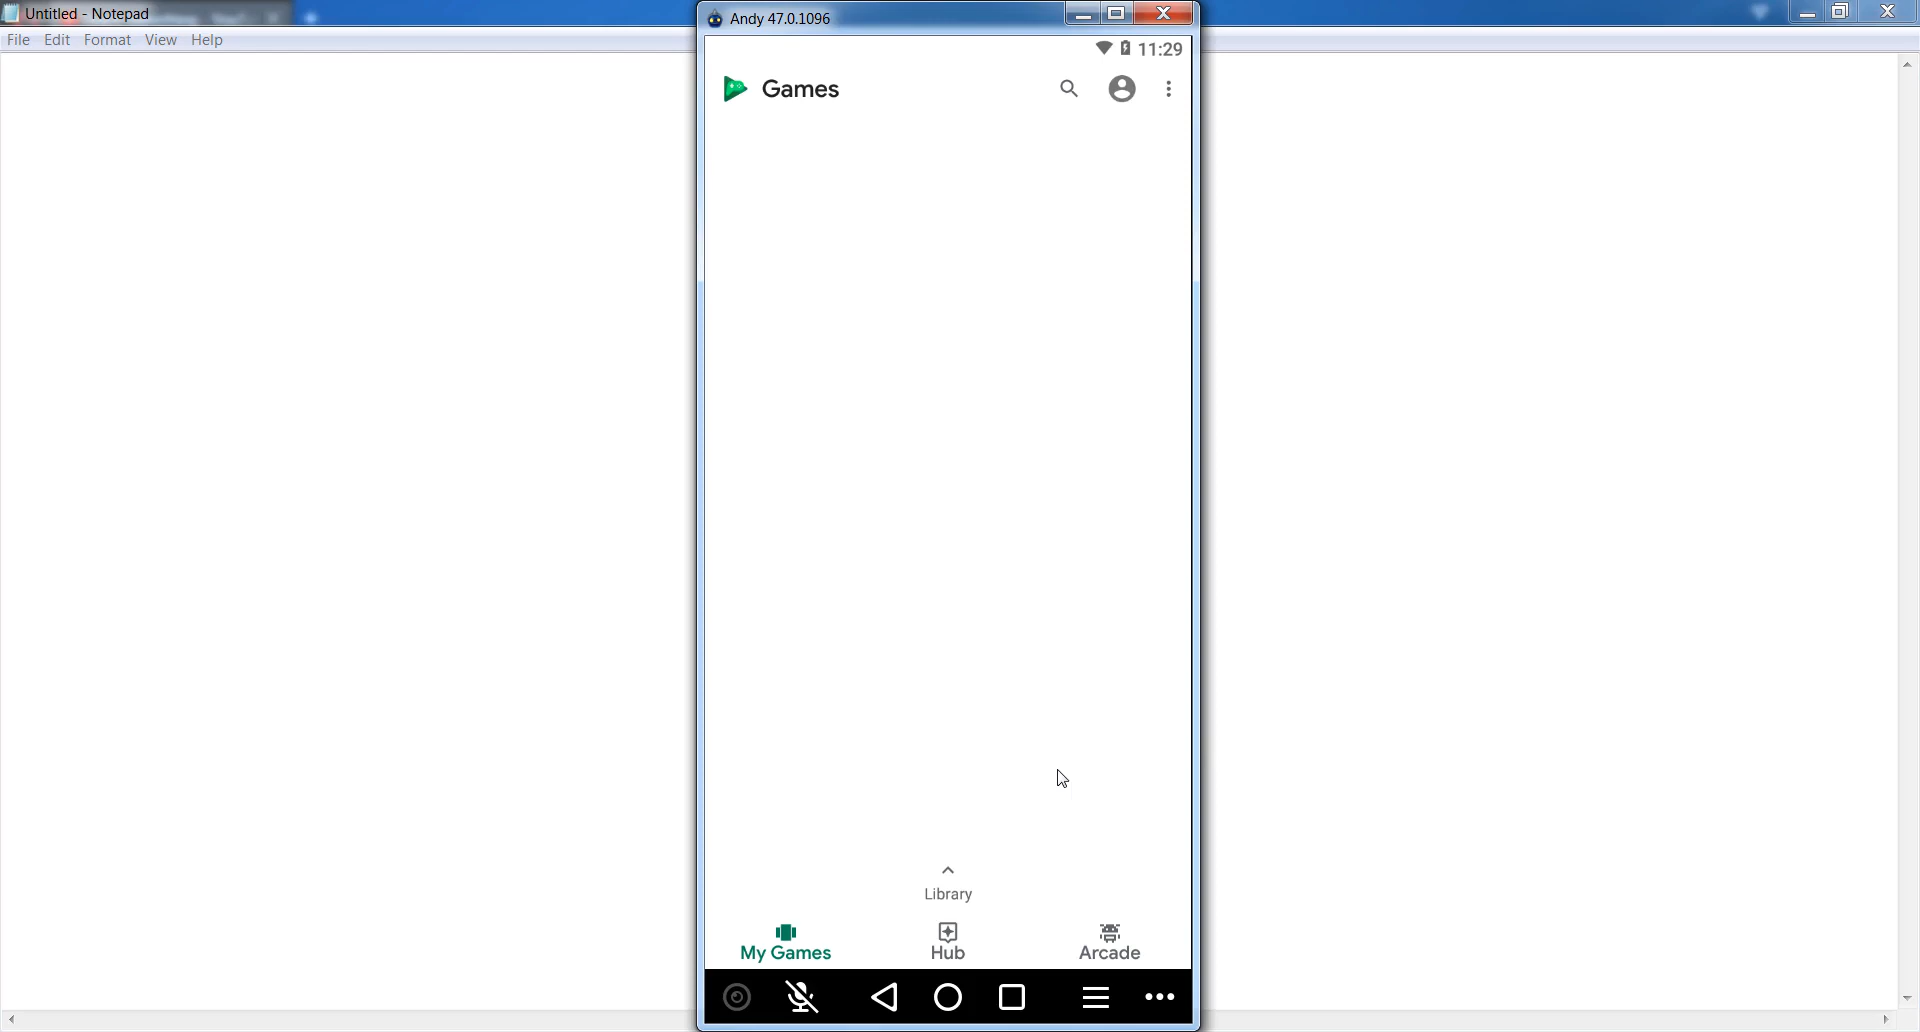 Untitled - Notepad
File Edit Format View Help
Andy 47.0.1096
11:29
Games
Library
My Games
Hub
Arcade